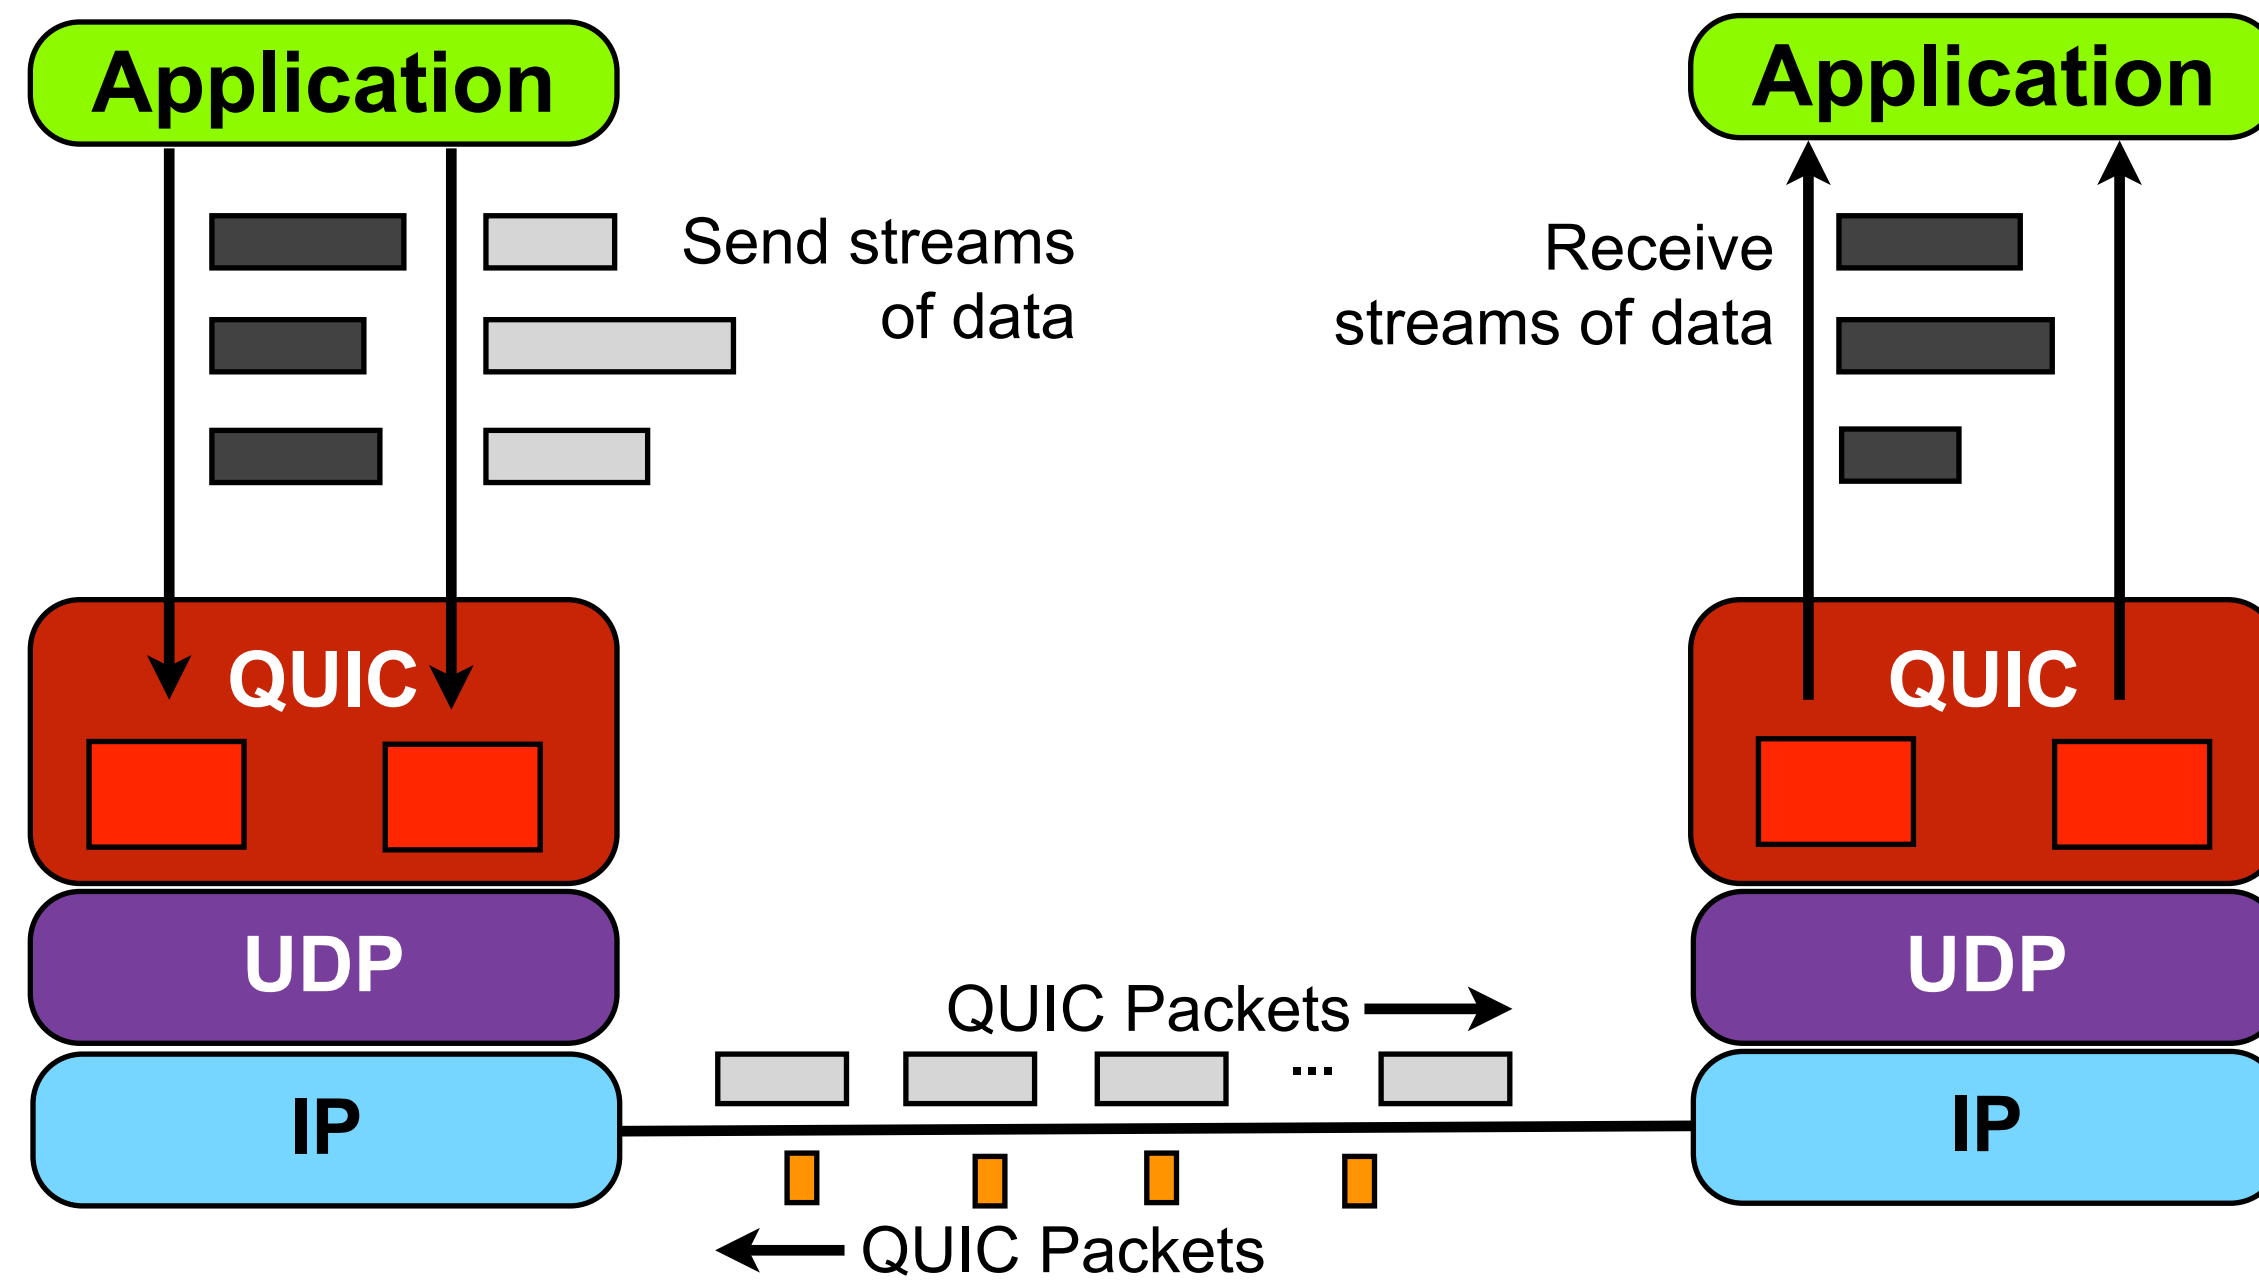 Application
Application
Send streams
of data
Receive
streams of data
QUIC
QUIC
UDP
UDP
QUIC Packets
...
IP
IP
QUIC Packets